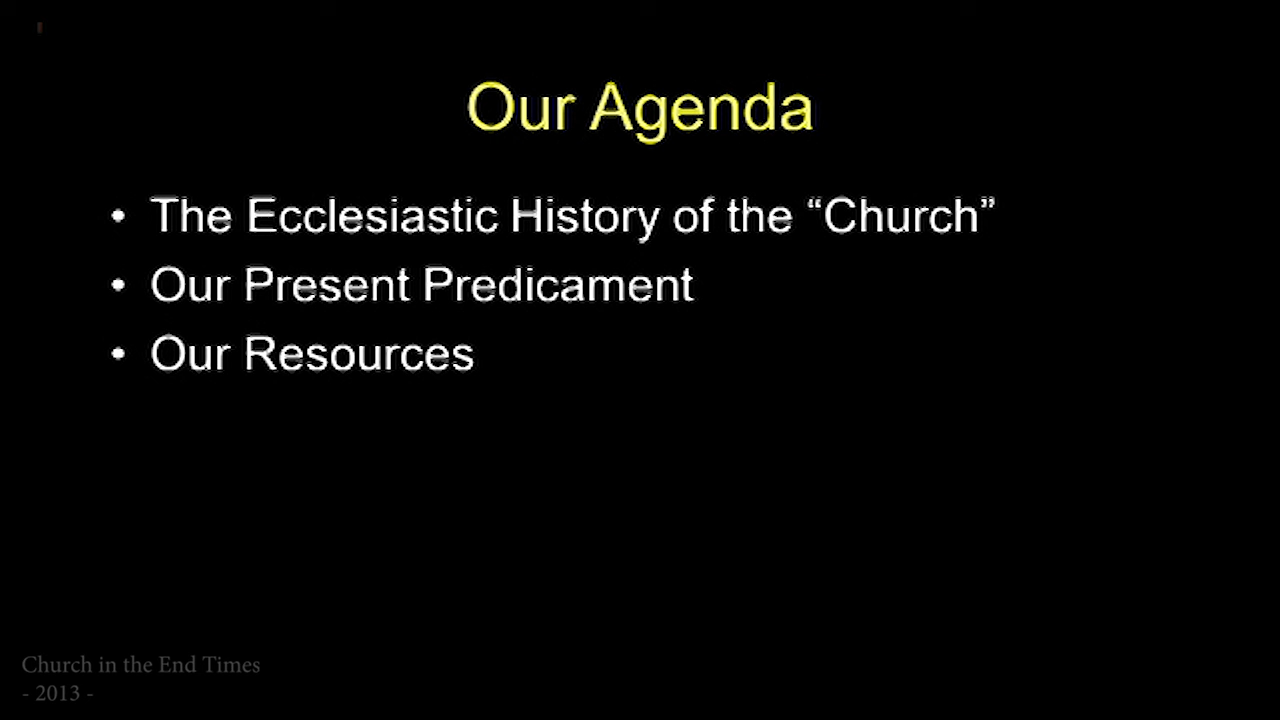 Our Agenda
• The Ecclesiastic History of the “Church”
• Our Present Predicament
• Our Resources
Church in the End Times
- 2013 -